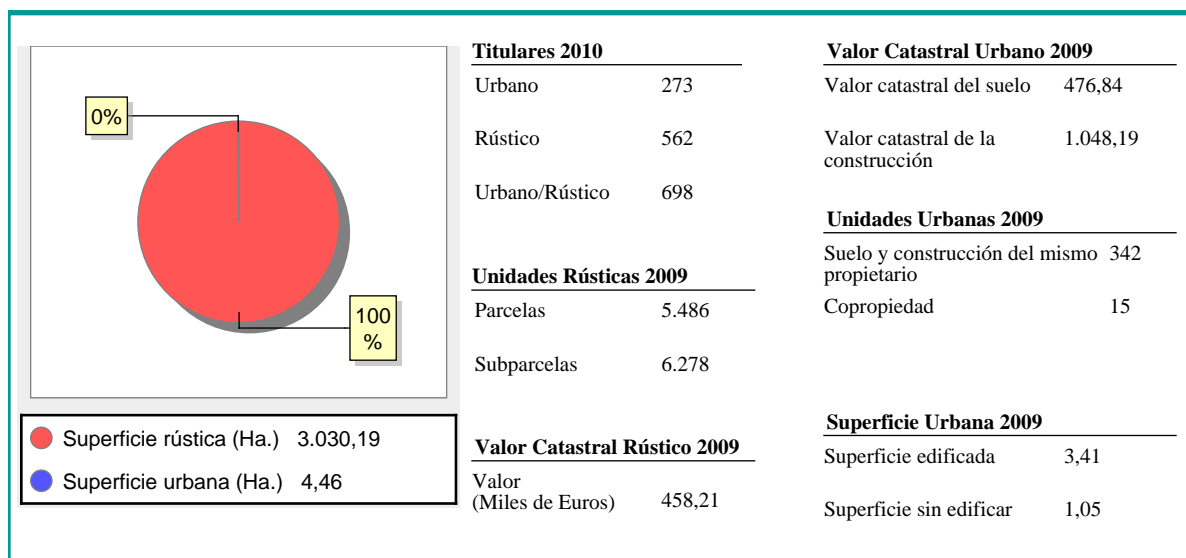 0%
100
%
Superficie rústica (Ha.) 3.030,19
Superficie urbana (Ha.) 4,46
Titulares 2010
Urbano 273
Rústico 562
Urbano/Rústico 698
Unidades Rústicas 2009
Parcelas 5.486
Subparcelas 6.278
Valor Catastral Rústico 2009
Valor
(Miles de Euros) 458,21
Valor Catastral Urbano 2009
Valor catastral del suelo 476,84
Valor catastral de la 1.048,19
construcción
Unidades Urbanas 2009
Suelo y construcción del mismo 342
propietario
Copropiedad 15
Superficie Urbana 2009
Superficie edificada 3,41
Superficie sin edificar 1,05